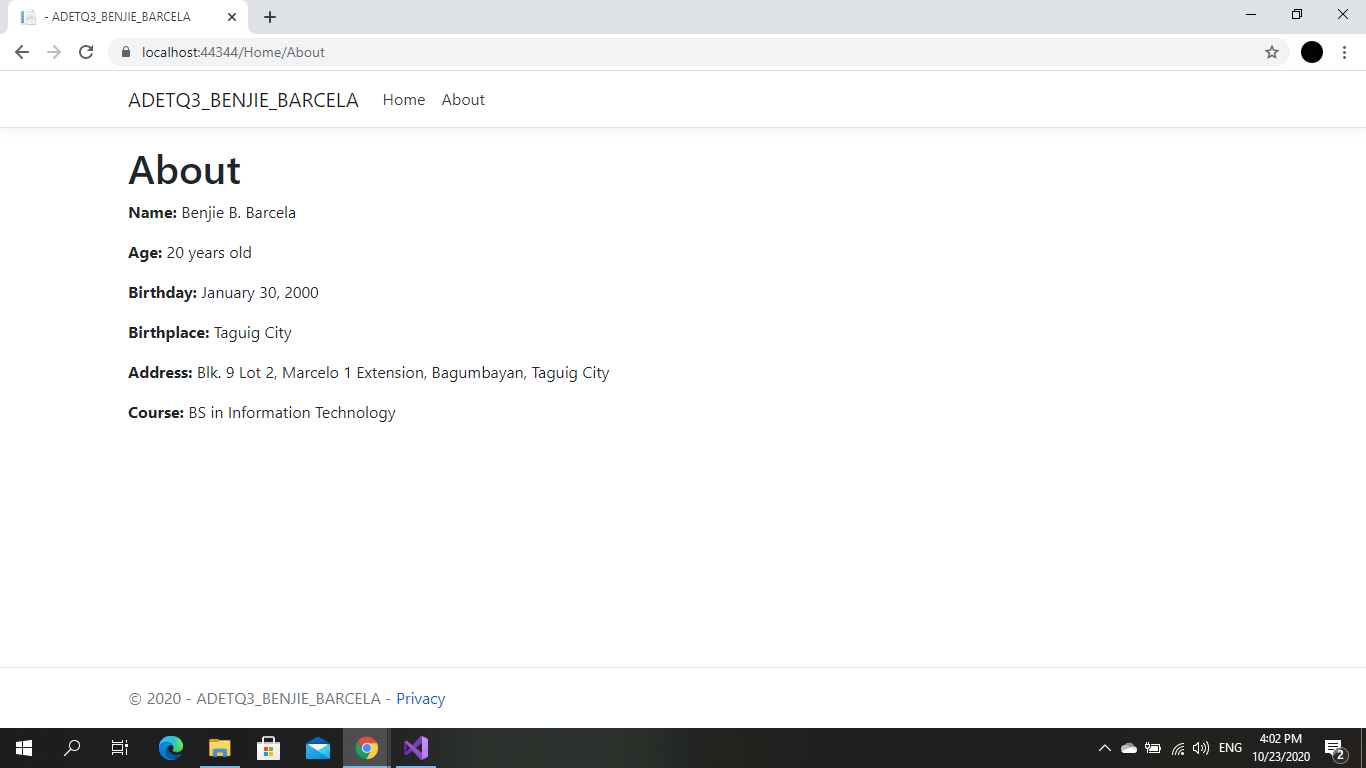 - ADETQ3_BENJIE_BARCELA
localhost:44344/Home/About
ADETQ3_BENJIE_BARCELA Home About
About
Name: Benjie B. Barcela
Age: 20 years old
Birthday: January 30, 2000
Birthplace: Taguig City
Address: Blk. 9 Lot 2, Marcelo 1 Extension, Bagumbayan, Taguig City
Course: BS in Information Technology
© 2020 - ADETQ3_BENJIE_BARCELA - Privacy
ENG
4:02 PM
10/23/2020
2